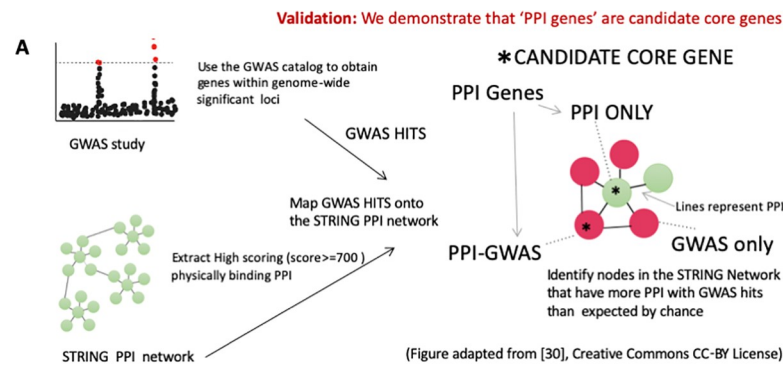 Validation: We demonstrate that ‘PPI genes’ are candidate core genes
A
Use the GWAS catalog to obtain
genes within genome-wide
significant loci
GWAS study
GWAS HITS
Map GWAS HITS onto
the STRING PPI network
Extract High scoring (score>=700)
physically binding PPI
STRING PPI network
*CANDIDATE CORE GENE
PPI Genes
PPI ONLY
*
*
Lines represent PPI
PPI-GWAS
GWAS only
Identify nodes in the STRING Network
that have more PPI with GWAS hits
than expected by chance
(Figure adapted from [30], Creative Commons CC-BY License)